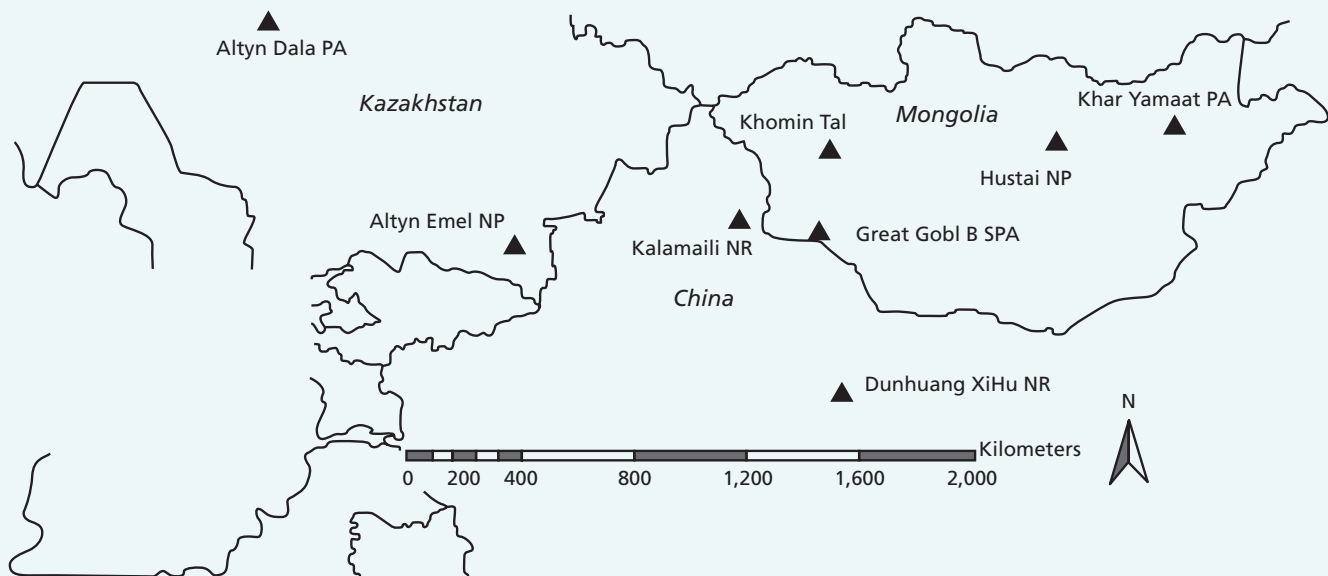 Altyn Dala PA
Kazakhstan
Khar Yamaat PA
Mongolia
Khomin Tal
Hustai NP
Altyn Emel NP
Kalamaili NR
Great Gobl B SPA
China
Dunhuang XiHu NR
N
Kilometers
0 200 400 800 1,200 1,600 2,000